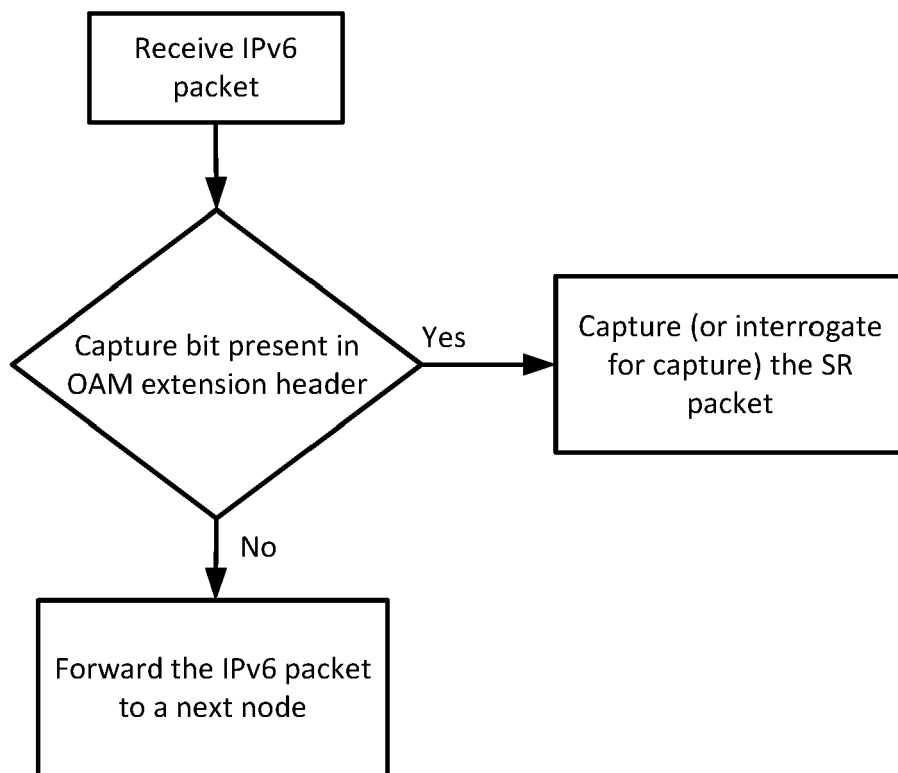 Receive IPv6
packet
Capture bit present in
OAM extension header
Yes
Capture (or interrogate
for capture) the SR
packet
No
Forward the IPv6 packet
to a next node